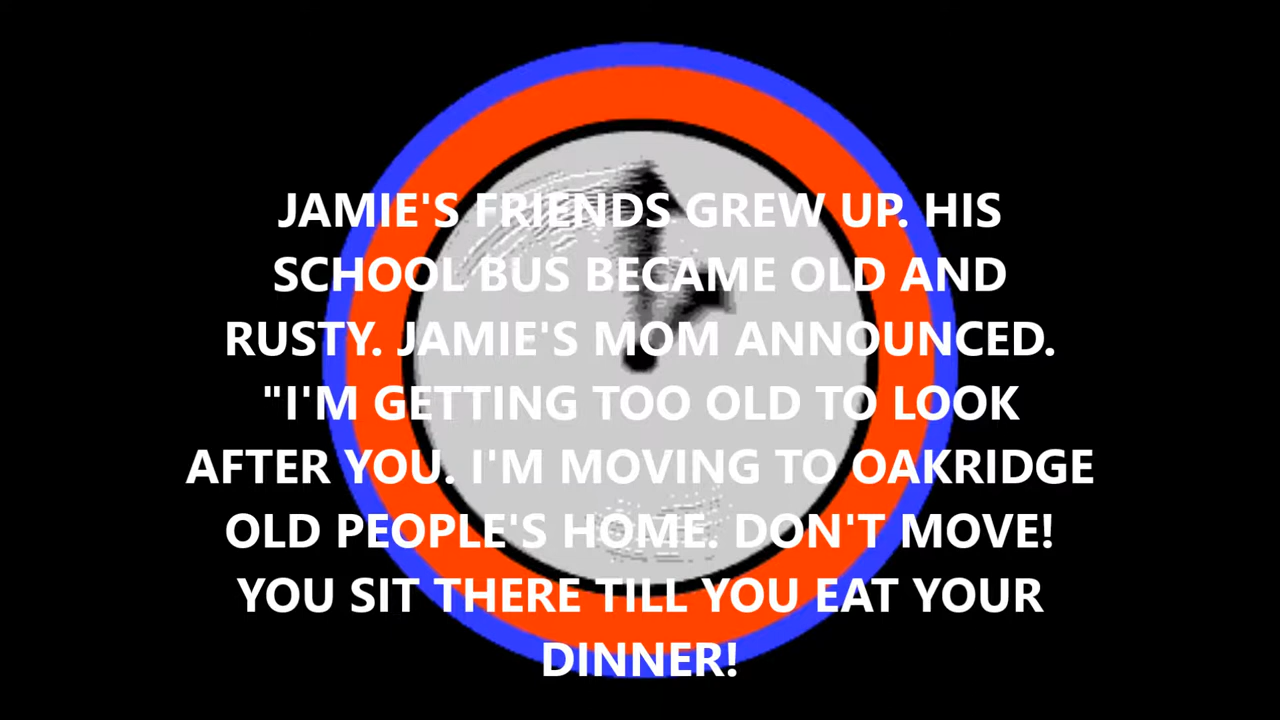 JAMIE'S FRIENDS GREW UP. HIS
SCHOOL BUS BECAME OLD AND
RUSTY. JAMIE'S MOM ANNOUNCED.
"I'M GETTING TOO OLD TO LOOK
AFTER YOU. I'M MOVING TO OAKRIDGE
OLD PEOPLE'S HOME. DON'T MOVE!
YOU SIT THERE TILL YOU EAT YOUR
DINNER!